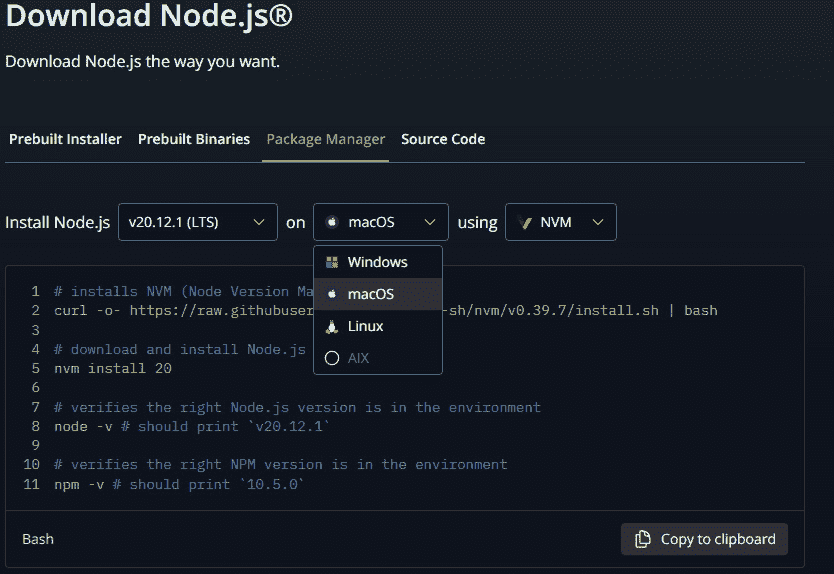 Download Node.js®
Download Node.js the way you want.
Prebuilt Installer Prebuilt Binaries Package Manager Source Code
Install Node.js v20.12.1 (LTS) on macOS using NVM
Windows
macOS
Linux
AIX
1 # installs NVM (Node Version Ma
2 curl -o- https://raw.githubuser -sh/nvm/v0.39.7/install.sh | bash
3
4 # download and install Node.js
5 nvm install 20
6
7 # verifies the right Node.js version is in the environment
8 node -v # should print `v20.12.1`
9
10 # verifies the right NPM version is in the environment
11 npm -v # should print `10.5.0`
Bash Copy to clipboard